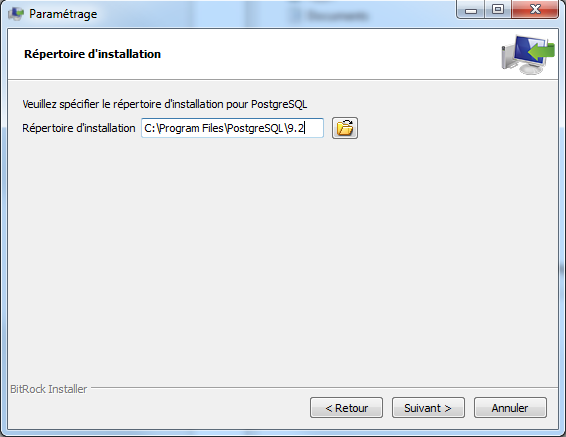 Documents
Paramétrage
Répertoire d'installation
Veuillez spécifier le répertoire d'installation pour PostgreSQL
Répertoire d'installation C:\Program Files\PostgreSQL\9.2
BitRock Installer
< Retour Suivant > Annuler